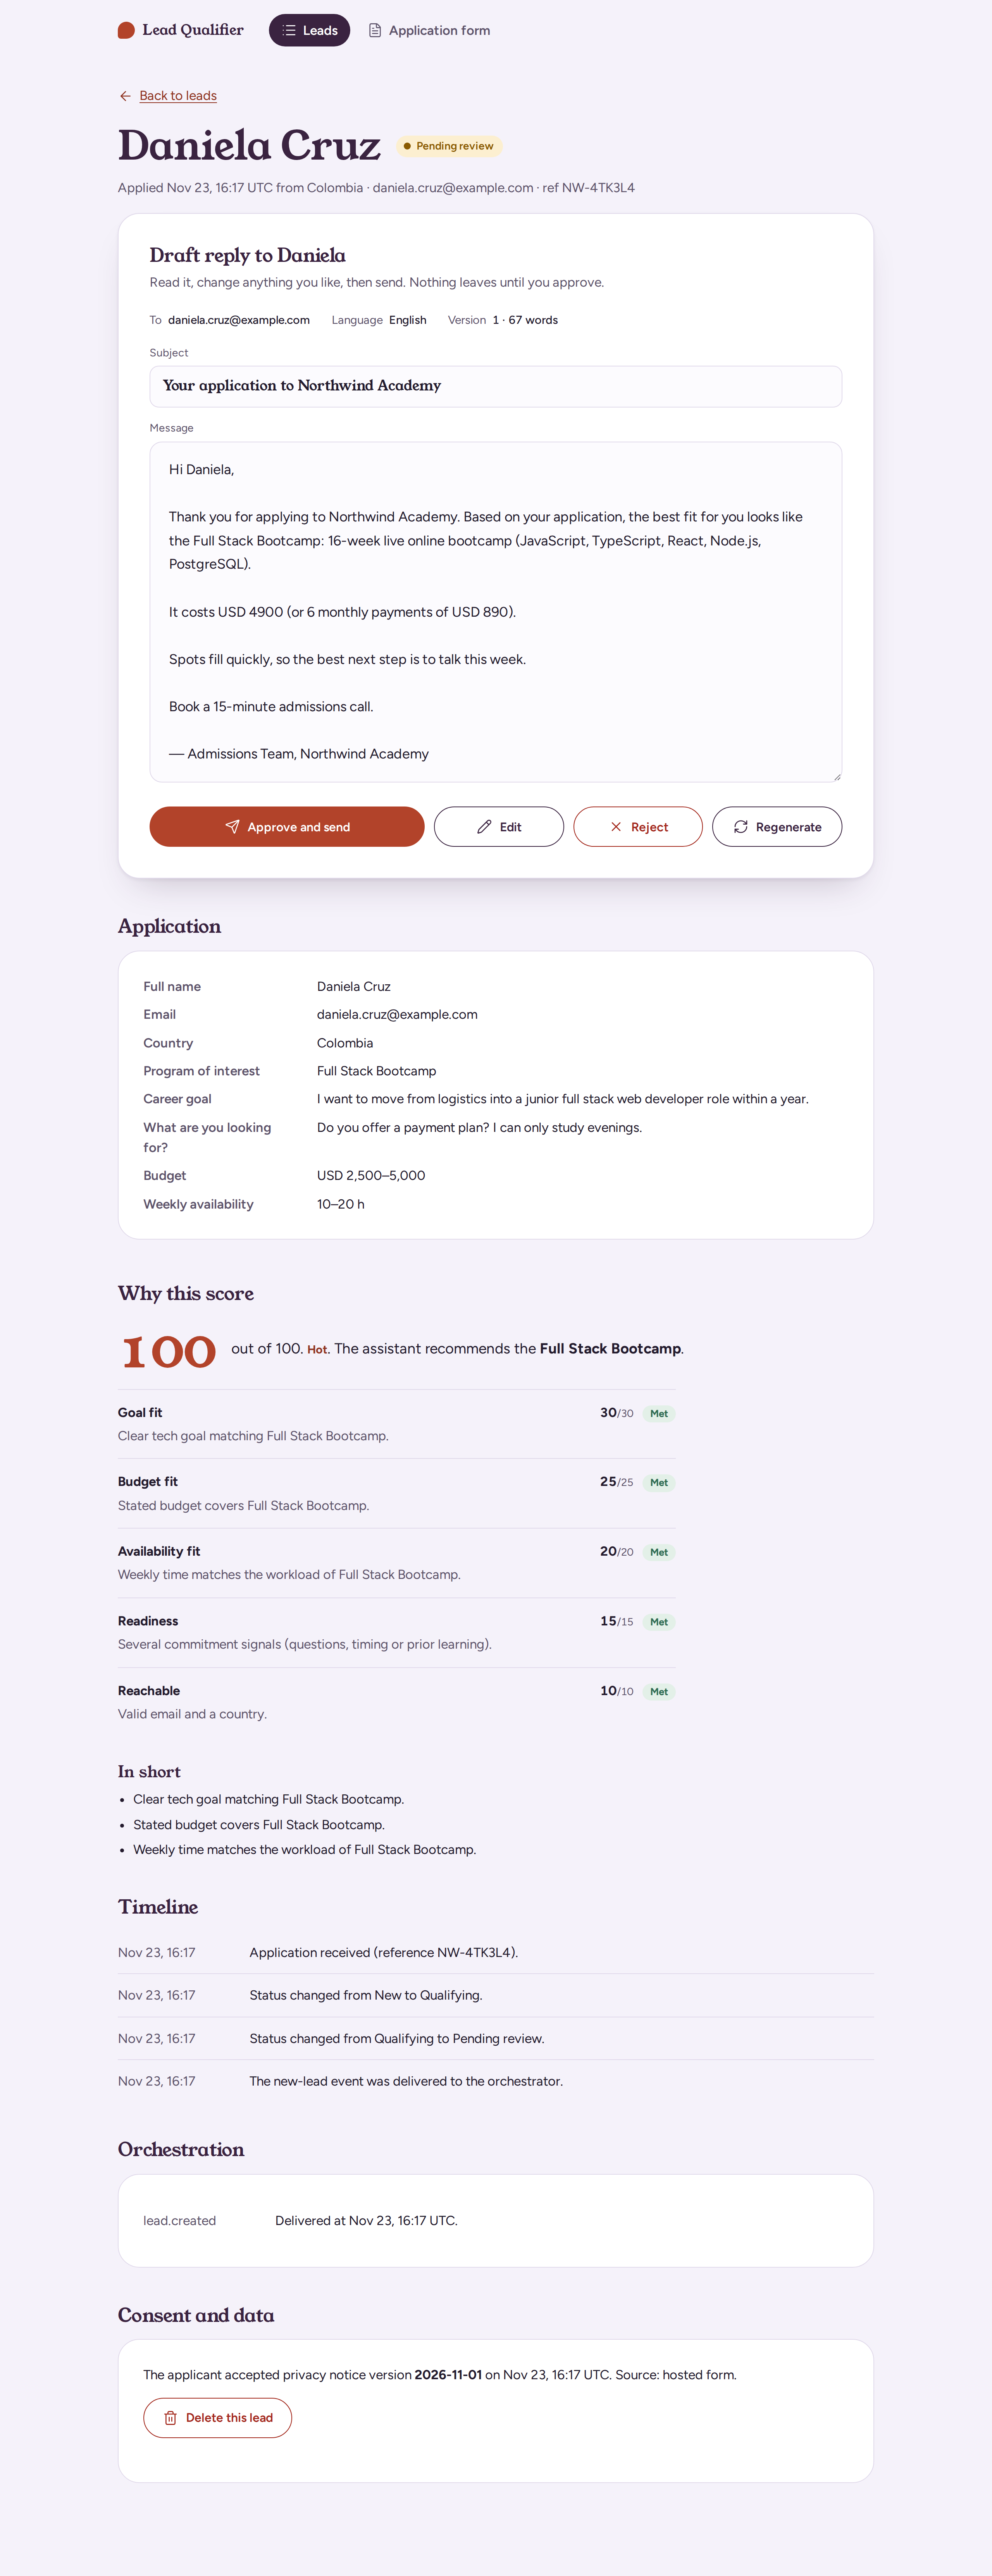 Lead Qualifier
Leads
Application form
Back to leads
Daniela Cruz
Pending review
Applied Nov 23, 16:17 UTC from Colombia · daniela.cruz@example.com · ref NW-4TK3L4
Draft reply to Daniela
Read it, change anything you like, then send. Nothing leaves until you approve.
To daniela.cruz@example.com Language English Version 1 · 67 words
Subject
Your application to Northwind Academy
Message
Hi Daniela,
Thank you for applying to Northwind Academy. Based on your application, the best fit for you looks like
the Full Stack Bootcamp: 16-week live online bootcamp (JavaScript, TypeScript, React, Node.js,
PostgreSQL).
It costs USD 4900 (or 6 monthly payments of USD 890).
Spots fill quickly, so the best next step is to talk this week.
Book a 15-minute admissions call.
— Admissions Team, Northwind Academy
Approve and send
Edit
Reject
Regenerate
Application
Full name Daniela Cruz
Email daniela.cruz@example.com
Country Colombia
Program of interest Full Stack Bootcamp
Career goal I want to move from logistics into a junior full stack web developer role within a year.
What are you looking for? Do you offer a payment plan? I can only study evenings.
Budget USD 2,500–5,000
Weekly availability 10–20 h
Why this score
100 out of 100. Hot. The assistant recommends the Full Stack Bootcamp.
Goal fit 30/30 Met
Clear tech goal matching Full Stack Bootcamp.
Budget fit 25/25 Met
Stated budget covers Full Stack Bootcamp.
Availability fit 20/20 Met
Weekly time matches the workload of Full Stack Bootcamp.
Readiness 15/15 Met
Several commitment signals (questions, timing or prior learning).
Reachable 10/10 Met
Valid email and a country.
In short
• Clear tech goal matching Full Stack Bootcamp.
• Stated budget covers Full Stack Bootcamp.
• Weekly time matches the workload of Full Stack Bootcamp.
Timeline
Nov 23, 16:17 Application received (reference NW-4TK3L4).
Nov 23, 16:17 Status changed from New to Qualifying.
Nov 23, 16:17 Status changed from Qualifying to Pending review.
Nov 23, 16:17 The new-lead event was delivered to the orchestrator.
Orchestration
lead.created Delivered at Nov 23, 16:17 UTC.
Consent and data
The applicant accepted privacy notice version 2026-11-01 on Nov 23, 16:17 UTC. Source: hosted form.
Delete this lead